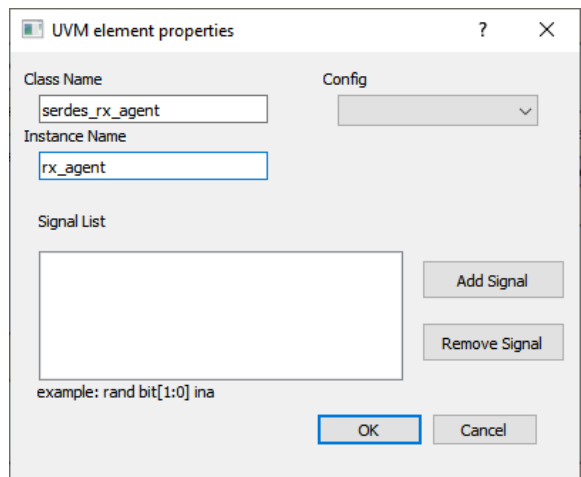 UVM element properties
?
Class Name
Config
serdes_rx_agent
Instance Name
rx_agent
Signal List
Add Signal
Remove Signal
example: rand bit[1:0] ina
OK
Cancel